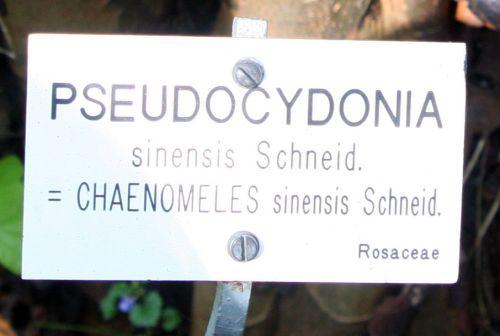 PSEUDOCYDONIA
sinensis Schneid.
= CHAENOMELES sinensis Schneid.
Rosaceae